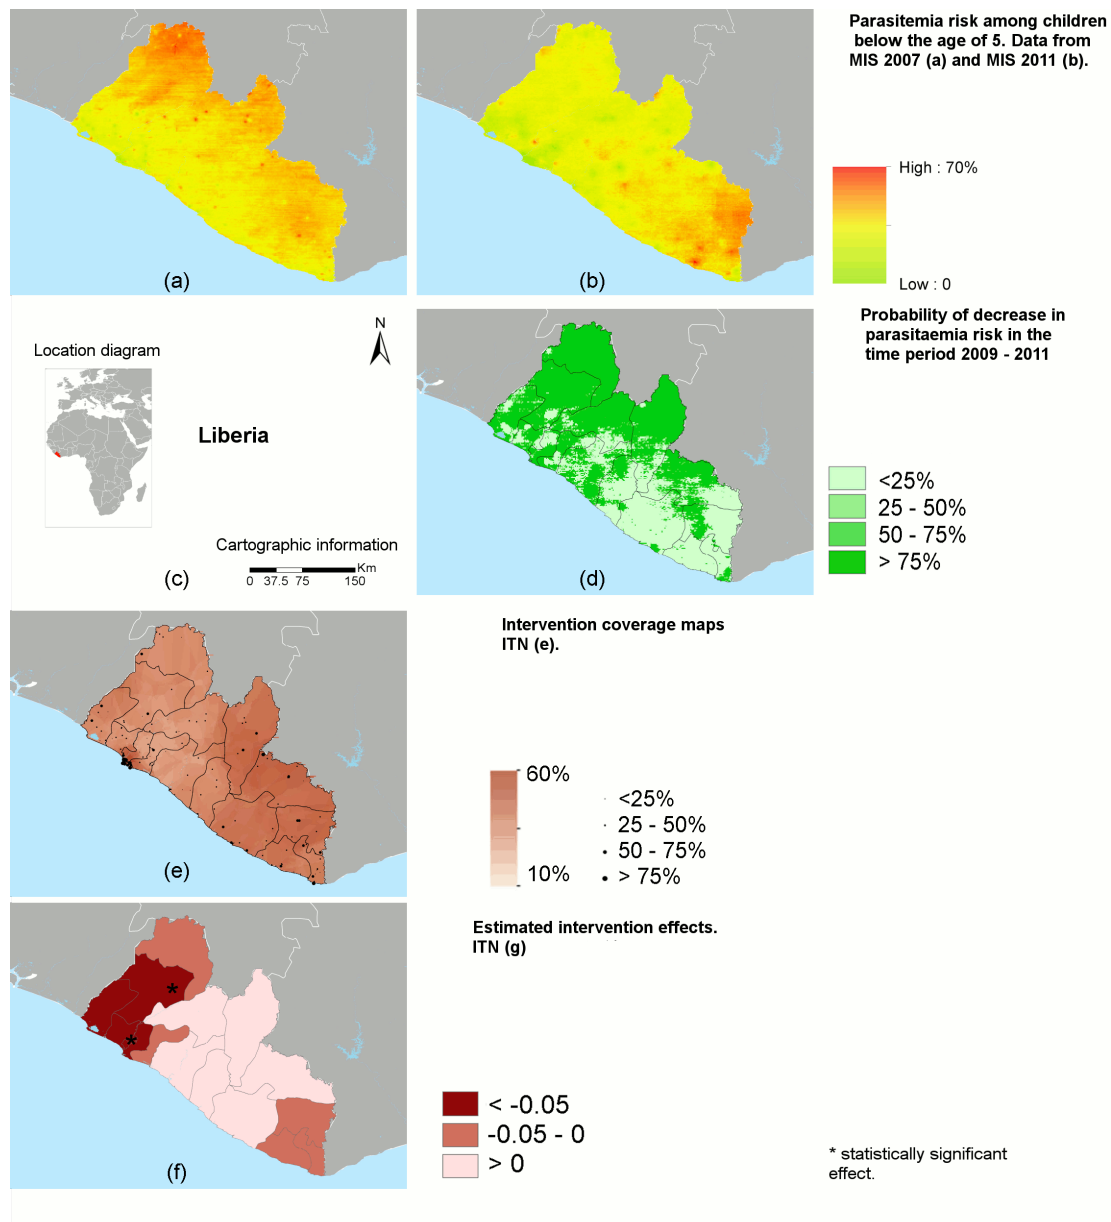 Parasitemia risk among children
below the age of 5. Data from
MIS 2007 (a) and MIS 2011 (b).
High : 70%
Low : 0
(a)
(b)
Probability of decrease in
parasitaemia risk in the
time period 2009 - 2011
N
Location diagram
Liberia
Cartographic information
Km
0 37.5 75 150
(c)
(d)
<25%
25 - 50%
50 - 75%
> 75%
Intervention coverage maps
ITN (e).
60%
10%
<25%
25 - 50%
50 - 75%
> 75%
(e)
Estimated intervention effects.
ITN (g)
*
*
< -0.05
-0.05 - 0
> 0
(f)
* statistically significant
effect.